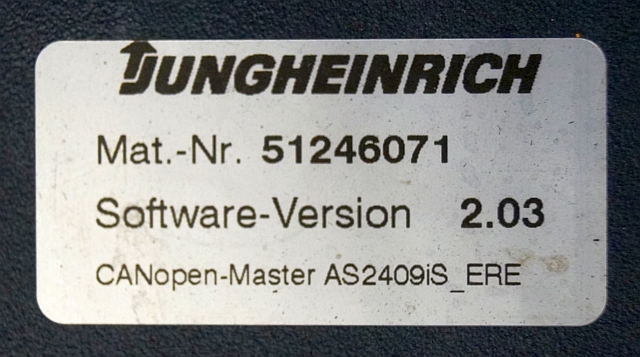 JUNGHEINRICH
Mat.-Nr. 51246071
Software-Version 2.03
CANopen-Master AS2409iS_ERE